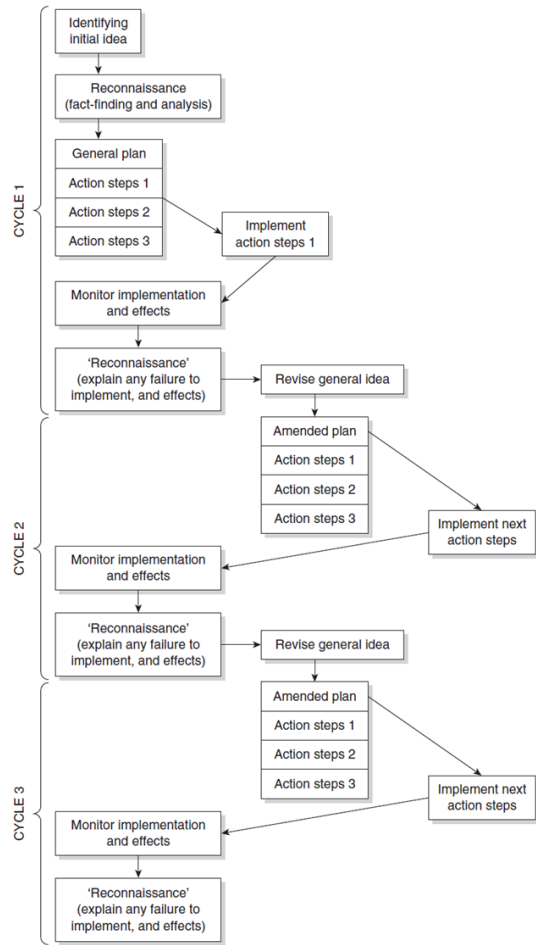 CYCLE 1
Identifying
initial idea
Reconnaissance
(fact-finding and analysis)
General plan
Action steps 1
Action steps 2
Action steps 3
Implement
action steps 1
Monitor implementation
and effects
‘Reconnaissance’
(explain any failure to
implement, and effects)
Revise general idea
CYCLE 2
Amended plan
Action steps 1
Action steps 2
Action steps 3
Implement next
action steps
Monitor implementation
and effects
‘Reconnaissance’
(explain any failure to
implement, and effects)
Revise general idea
CYCLE 3
Amended plan
Action steps 1
Action steps 2
Action steps 3
Implement next
action steps
Monitor implementation
and effects
‘Reconnaissance’
(explain any failure to
implement, and effects)